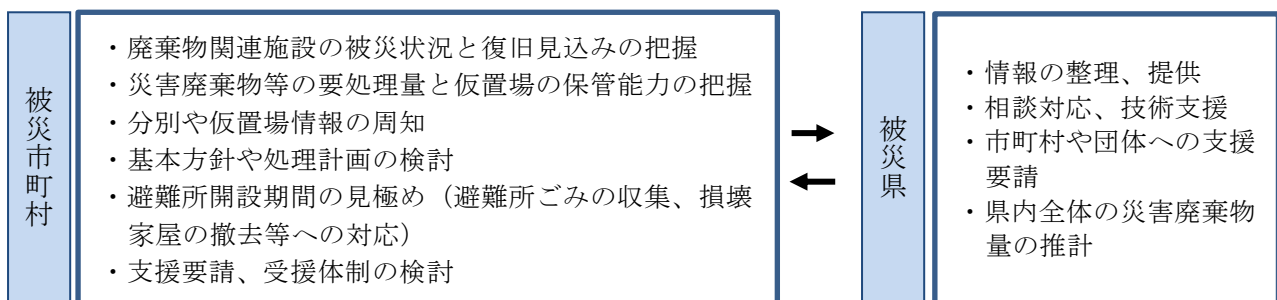 被災市町村
・廃棄物関連施設の被災状況と復旧見込みの把握
・災害廃棄物等の要処理量と仮置場の保管能力の把握
・分別や仮置場情報の周知
・基本方針や処理計画の検討
・避難所開設期間の見極め（避難所ごみの収集、損壊
家屋の撤去等への対応）
・支援要請、受援体制の検討
被災県
・情報の整理、提供
・相談対応、技術支援
・市町村や団体への支援
要請
・県内全体の災害廃棄物
量の推計